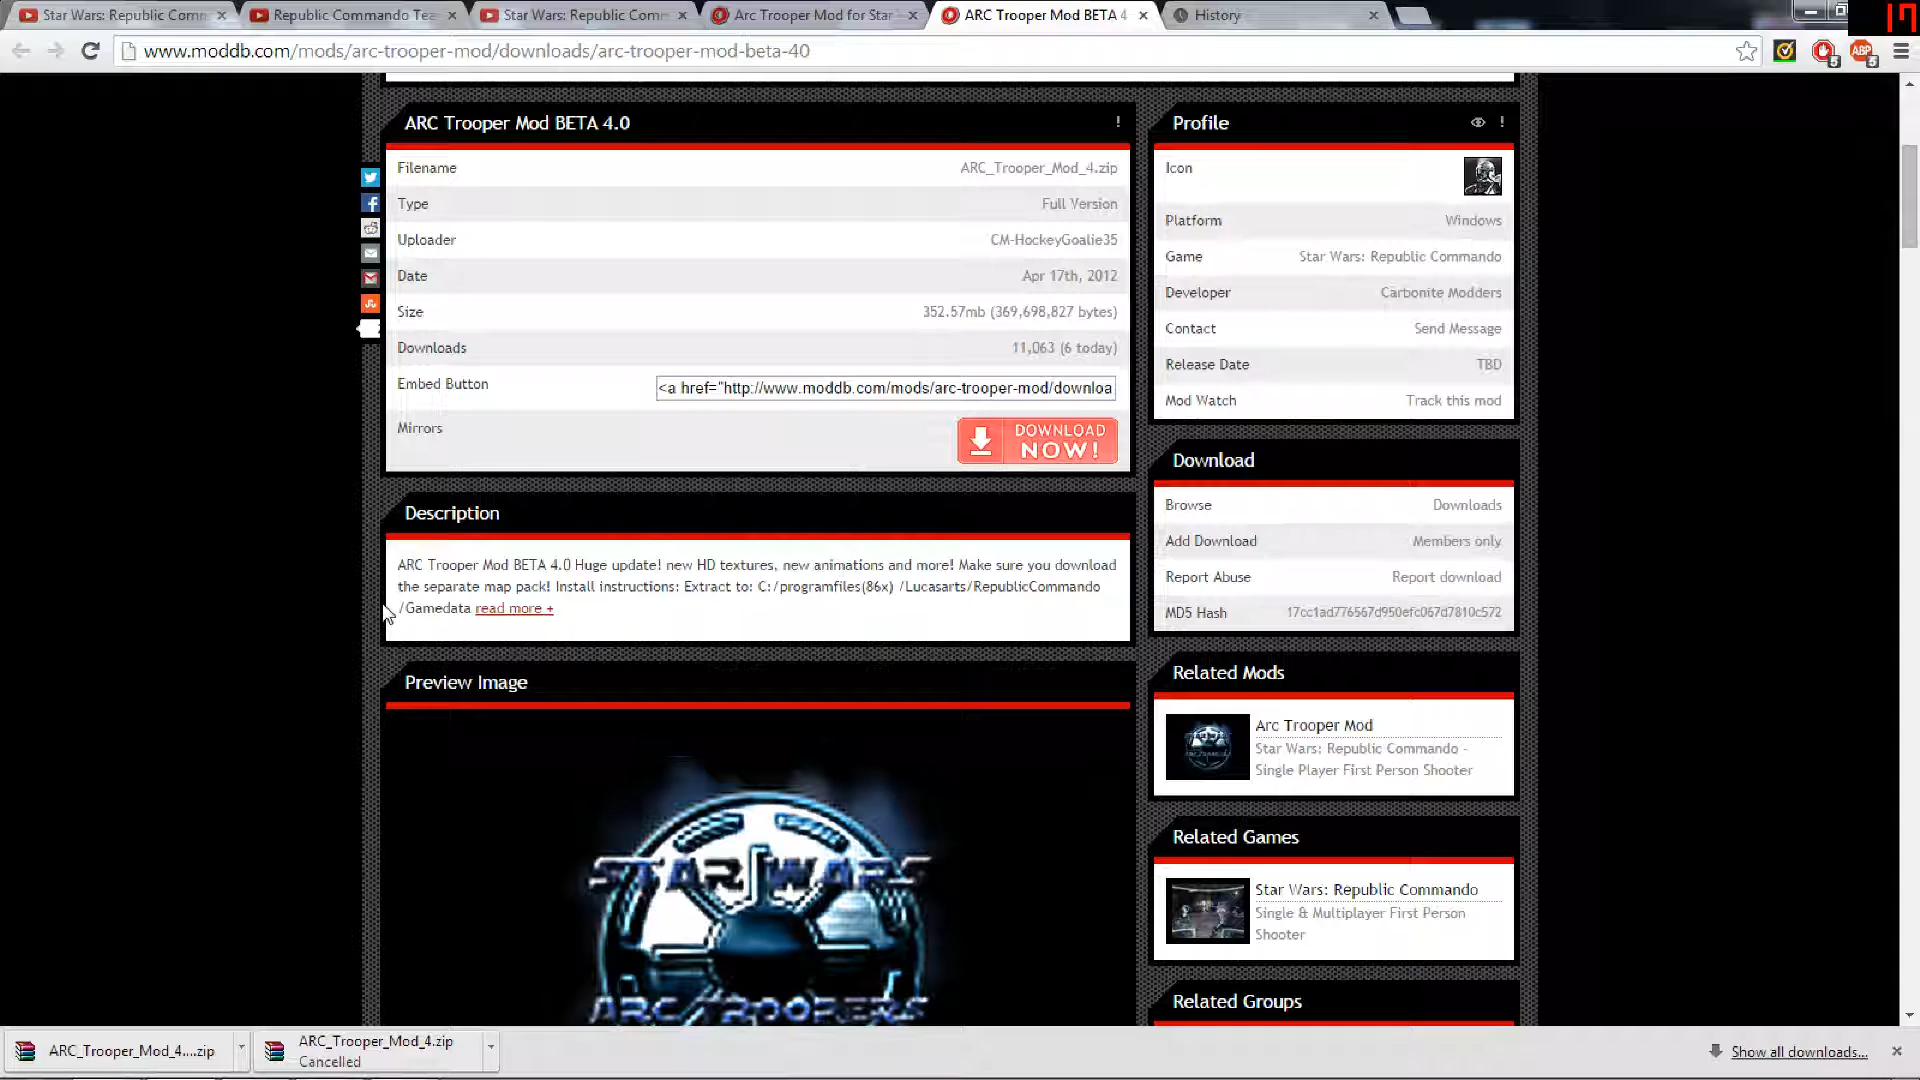 Star Wars: Republic Comm
Republic Commando Tea
Star Wars: Republic Comm
Arc Trooper Mod for Star
ARC Trooper Mod BETA 4
History
17
www.moddb.com/mods/arc-trooper-mod/downloads/arc-trooper-mod-beta-40
5
ABP
5
ARC Trooper Mod BETA 4.0
!
Filename ARC_Trooper_Mod_4.zip
Type Full Version
Uploader CM-HockeyGoalie35
Date Apr 17th, 2012
Size 352.57mb (369,698,827 bytes)
Downloads 11,063 (6 today)
Embed Button <a href="http://www.moddb.com/mods/arc-trooper-mod/downloa
Mirrors DOWNLOAD
NOW!
Description
ARC Trooper Mod BETA 4.0 Huge update! new HD textures, new animations and more! Make sure you download
the separate map pack! Install instructions: Extract to: C:/programfiles(86x) /Lucasarts/RepublicCommando
/Gamedata read more +
Preview Image
STAR WARS
ARC TROOPERS
Profile
!
Icon
Platform Windows
Game Star Wars: Republic Commando
Developer Carbonite Modders
Contact Send Message
Release Date TBD
Mod Watch Track this mod
Download
Browse Downloads
Add Download Members only
Report Abuse Report download
MD5 Hash 17cc1ad776567d950efc067d7810c572
Related Mods
Arc Trooper Mod
Star Wars: Republic Commando -
Single Player First Person Shooter
Related Games
Star Wars: Republic Commando
Single & Multiplayer First Person
Shooter
Related Groups
ARC_Trooper_Mod_4....zip
ARC_Trooper_Mod_4.zip
Cancelled
Show all downloads...